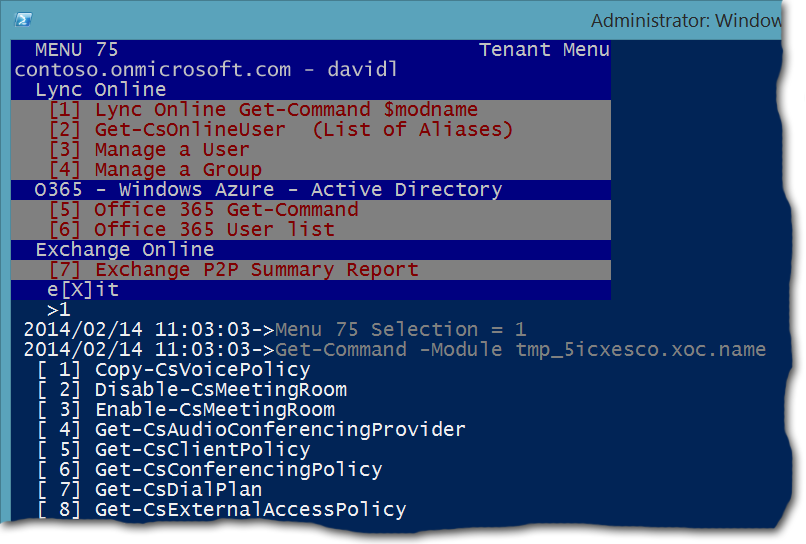 Administrator: Window
MENU 75 Tenant Menu
contoso.onmicrosoft.com - davidl
Lync Online
[1] Lync Online Get-Command $modname
[2] Get-CsOnlineUser (List of Aliases)
[3] Manage a User
[4] Manage a Group
O365 - Windows Azure - Active Directory
[5] Office 365 Get-Command
[6] Office 365 User list
Exchange Online
[7] Exchange P2P Summary Report
e[X]it
>1
2014/02/14 11:03:03->Menu 75 Selection = 1
2014/02/14 11:03:03->Get-Command -Module tmp_5icxesco.xoc.name
[ 1] Copy-CsVoicePolicy
[ 2] Disable-CsMeetingRoom
[ 3] Enable-CsMeetingRoom
[ 4] Get-CsAudioConferencingProvider
[ 5] Get-CsClientPolicy
[ 6] Get-CsConferencingPolicy
[ 7] Get-CsDialPlan
[ 8] Get-CsExternalAccessPolicy